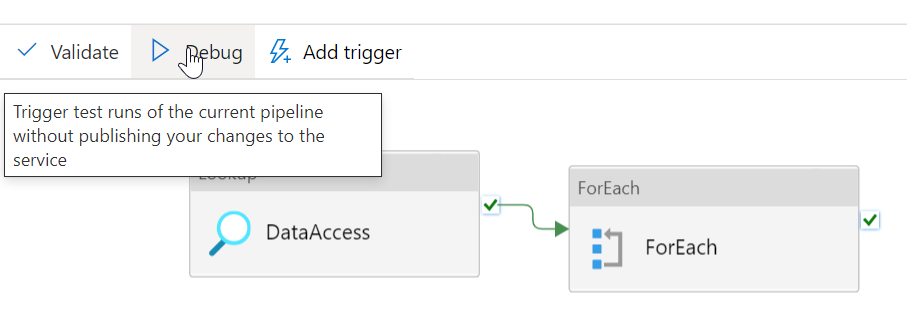 Validate
Debug
Add trigger
Trigger test runs of the current pipeline
without publishing your changes to the
service
Lookup
ForEach
DataAccess
ForEach